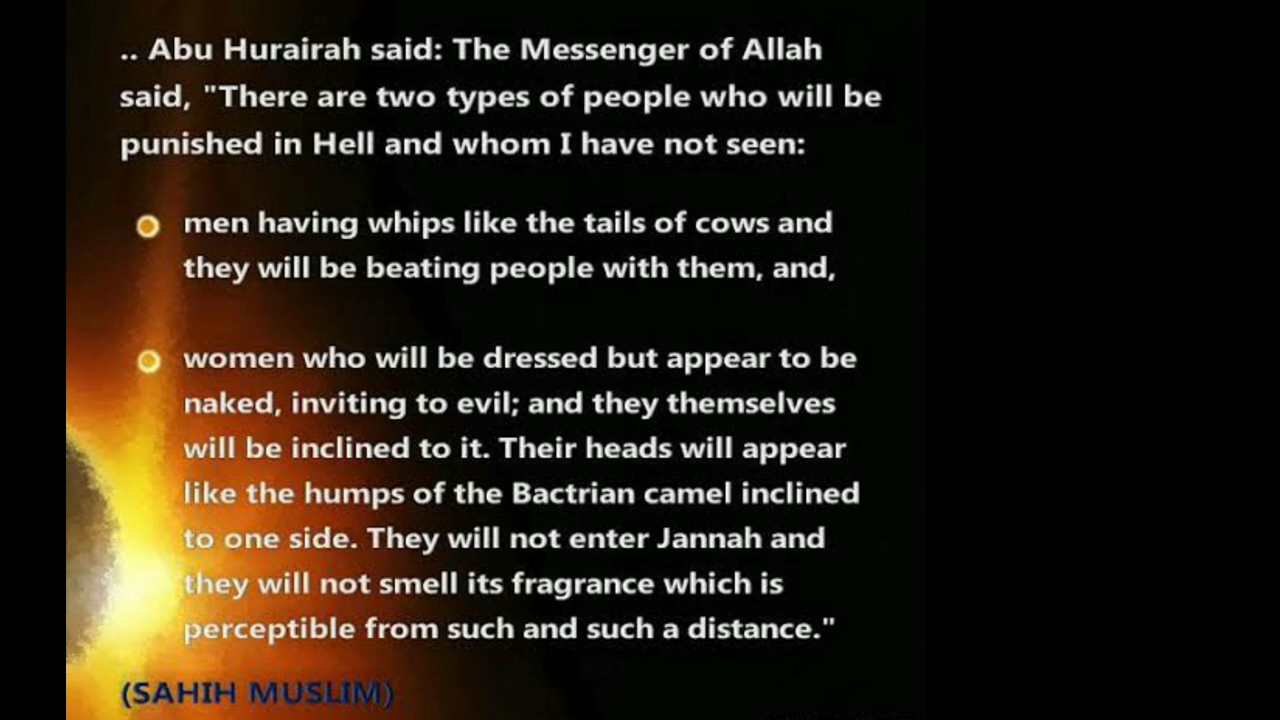 .. Abu Hurairah said: The Messenger of Allah
said, "There are two types of people who will be
punished in Hell and whom I have not seen:
men having whips like the tails of cows and
they will be beating people with them, and,
women who will be dressed but appear to be
naked, inviting to evil; and they themselves
will be inclined to it. Their heads will appear
like the humps of the Bactrian camel inclined
to one side. They will not enter Jannah and
they will not smell its fragrance which is
perceptible from such and such a distance."
(SAHIH MUSLIM)